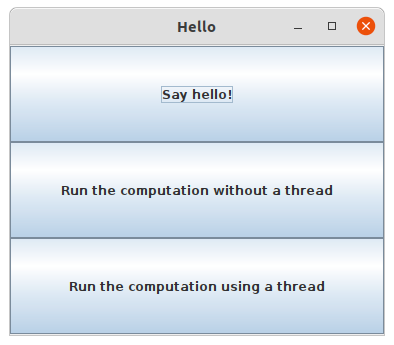 Hello
Say hello!
Run the computation without a thread
Run the computation using a thread